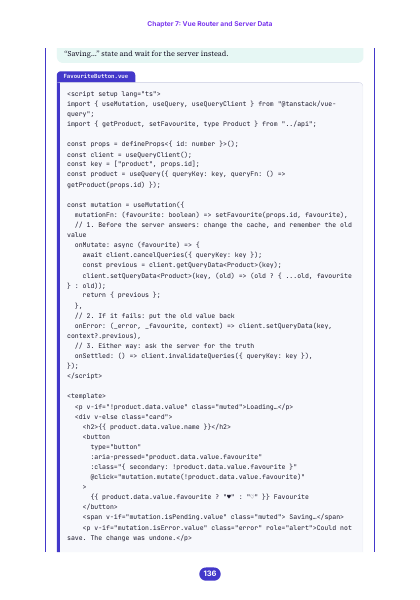 Chapter 7: Vue Router and Server Data
“Saving…” state and wait for the server instead.
FavouriteButton.vue
<script setup lang="ts">
import { useMutation, useQuery, useQueryClient } from "@tanstack/vue-
query";
import { getProduct, setFavourite, type Product } from "../api";

const props = defineProps<{ id: number }>();
const client = useQueryClient();
const key = ["product", props.id];
const product = useQuery({ queryKey: key, queryFn: () =>
getProduct(props.id) });

const mutation = useMutation({
  mutationFn: (favourite: boolean) => setFavourite(props.id, favourite),
  // 1. Before the server answers: change the cache, and remember the old
value
  onMutate: async (favourite) => {
    await client.cancelQueries({ queryKey: key });
    const previous = client.getQueryData<Product>(key);
    client.setQueryData<Product>(key, (old) => (old ? { ...old, favourite
} : old));
    return { previous };
  },
  // 2. If it fails: put the old value back
  onError: (_error, _favourite, context) => client.setQueryData(key,
context?.previous),
  // 3. Either way: ask the server for the truth
  onSettled: () => client.invalidateQueries({ queryKey: key }),
});
</script>

<template>
  <p v-if="!product.data.value" class="muted">Loading…</p>
  <div v-else class="card">
    <h2>{{ product.data.value.name }}</h2>
    <button
      type="button"
      :aria-pressed="product.data.value.favourite"
      :class="{ secondary: !product.data.value.favourite }"
      @click="mutation.mutate(!product.data.value.favourite)"
    >
      {{ product.data.value.favourite ? "♥" : "♡" }} Favourite
    </button>
    <span v-if="mutation.isPending.value" class="muted"> Saving…</span>
    <p v-if="mutation.isError.value" class="error" role="alert">Could not
save. The change was undone.</p>
136